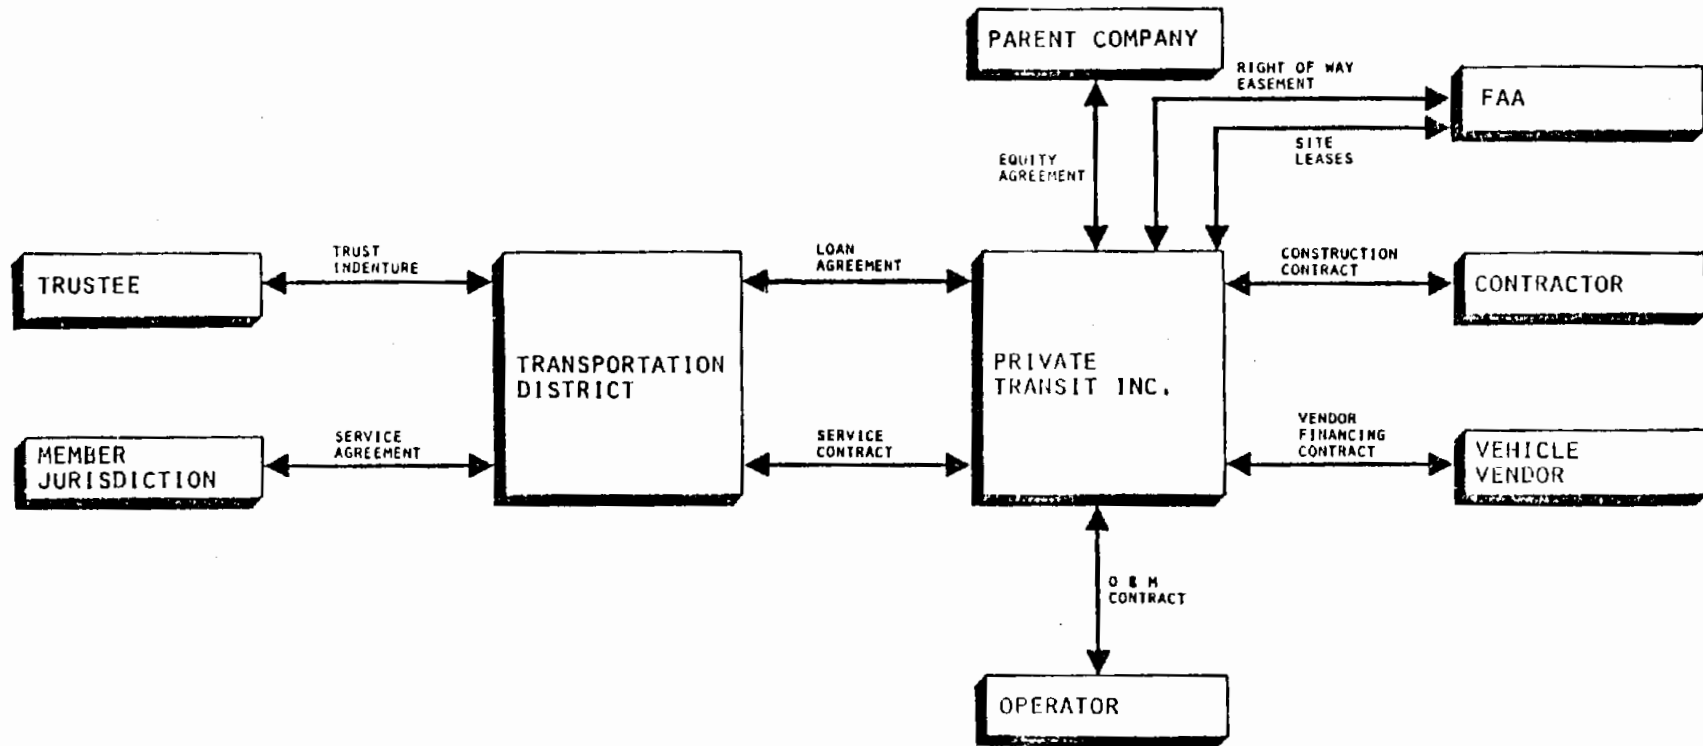 PARENT COMPANY
RIGHT OF WAY
EASEMENT
FAA
SITE
LEASES
EQUITY
AGREEMENT
TRUSTEE
TRUST
INDENTURE
LOAN
AGREEMENT
CONSTRUCTION
CONTRACT
CONTRACTOR
TRANSPORTATION
DISTRICT
PRIVATE
TRANSIT INC.
MEMBER
JURISDICTION
SERVICE
AGREEMENT
SERVICE
CONTRACT
VENDOR
FINANCING
CONTRACT
VEHICLE
VENDOR
O & M
CONTRACT
OPERATOR